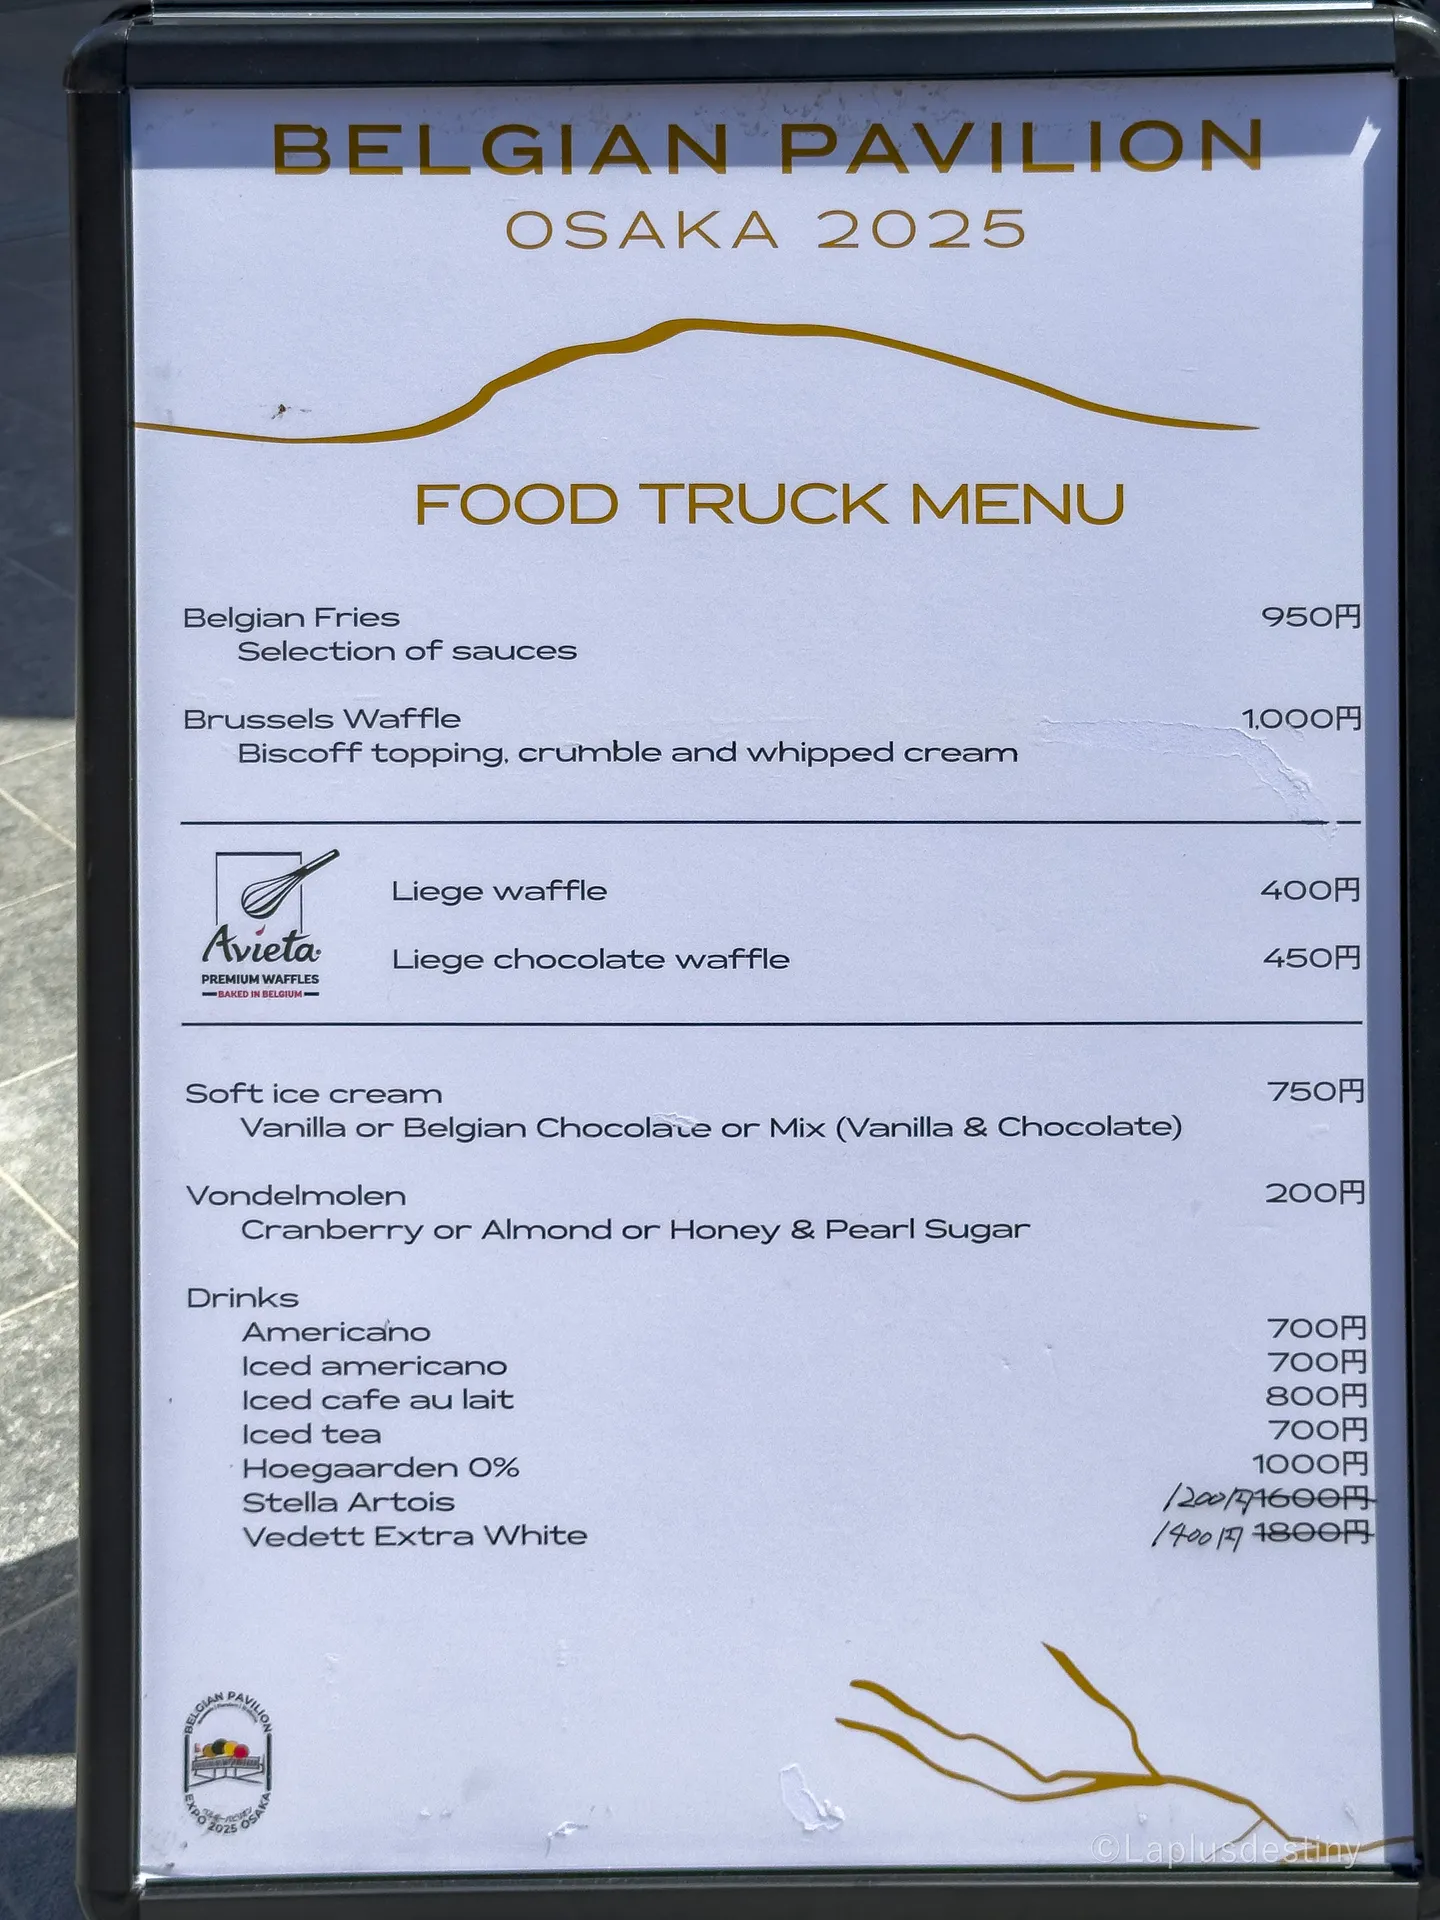 BELGIAN PAVILION
OSAKA 2025
FOOD TRUCK MENU
Belgian Fries 950円
Selection of sauces
Brussels Waffle 1,000円
Biscoff topping, crumble and whipped cream
Avieta
PREMIUM WAFFLES
BAKED IN BELGIUM
Liege waffle 400円
Liege chocolate waffle 450円
Soft ice cream 750円
Vanilla or Belgian Chocolate or Mix (Vanilla & Chocolate)
Vondelmolen 200円
Cranberry or Almond or Honey & Pearl Sugar
Drinks
Americano 700円
Iced americano 700円
Iced cafe au lait 800円
Iced tea 700円
Hoegaarden 0% 1000円
Stella Artois 1200円 1600円
Vedett Extra White 1400円 1800円
BELGIAN PAVILION
EXPO 2025 OSAKA
©Laplusdestiny